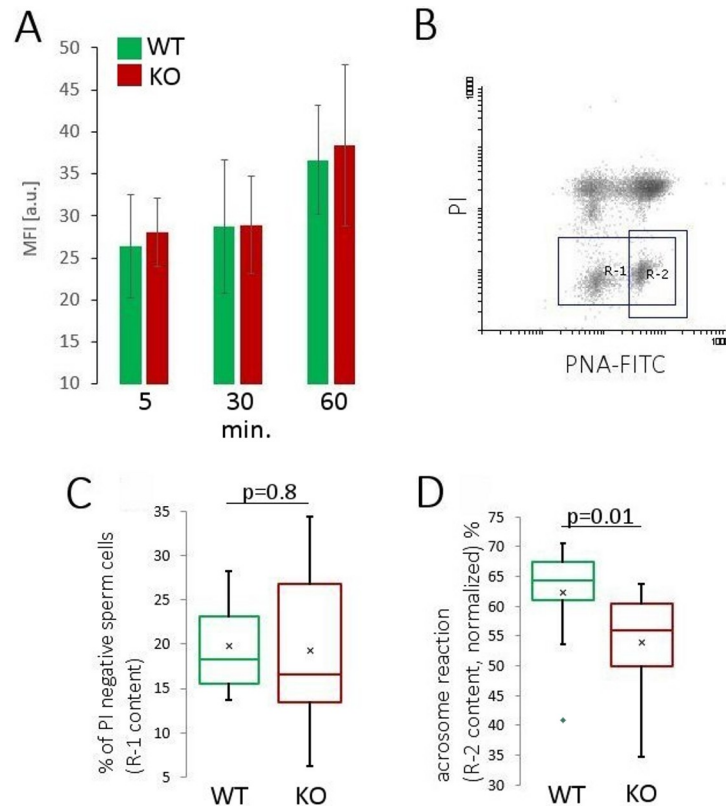 A
WT
KO
MFI [a.u.]
50
45
40
35
30
25
20
15
10
5 30 60
min.
B
PI
R-1 R-2
PNA-FITC
C
% of PI negative sperm cells
(R-1 content)
p=0.8
35
30
25
20
15
10
5
WT KO
D
acrosome reaction
(R-2 content, normalized) %
p=0.01
75
70
65
60
55
50
45
40
35
30
WT KO